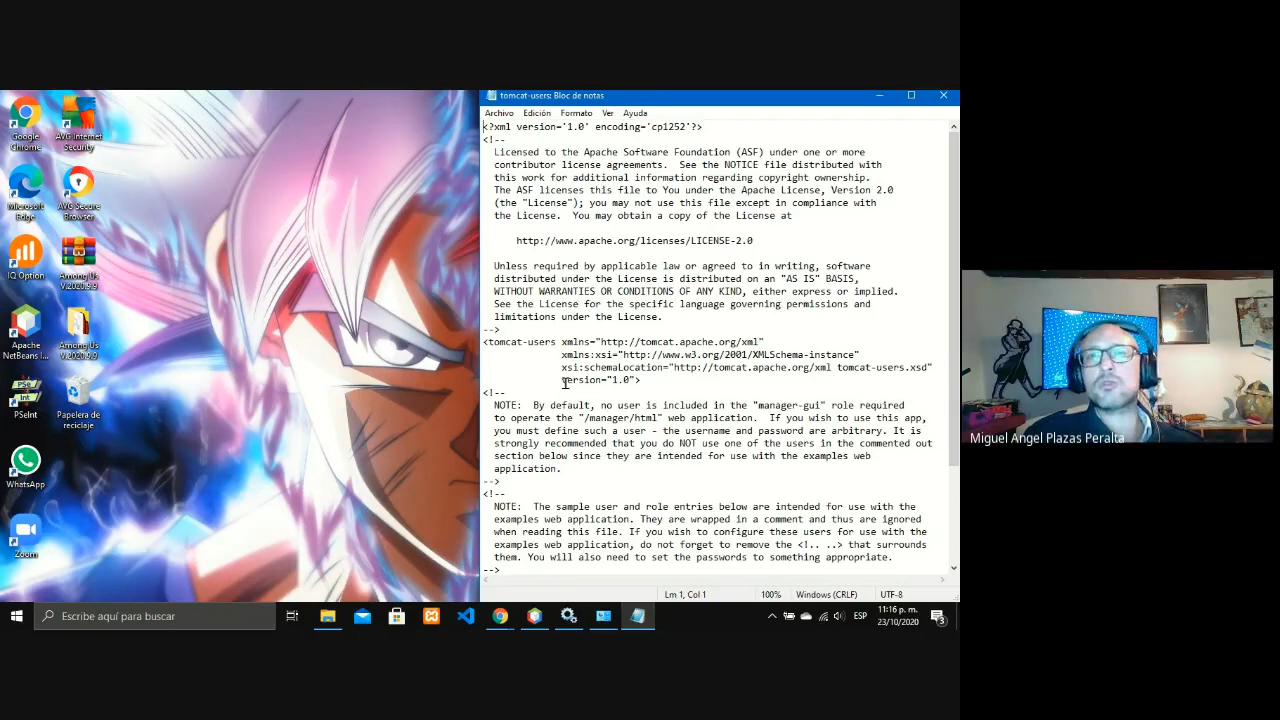 Google
Chrome
AVG Internet
Security
Microsoft
Edge
AVG Secure
Browser
IQ Option
Among Us
V.2020.9.9
Apache
NetBeans I...
Among Us
V.2020.9.9
PSeInt
Papelera de
reciclaje
WhatsApp
Zoom
tomcat-users: Bloc de notas
Archivo Edición Formato Ver Ayuda
<?xml version='1.0' encoding='cp1252'?>
<!--
Licensed to the Apache Software Foundation (ASF) under one or more
contributor license agreements. See the NOTICE file distributed with
this work for additional information regarding copyright ownership.
The ASF licenses this file to You under the Apache License, Version 2.0
(the "License"); you may not use this file except in compliance with
the License. You may obtain a copy of the License at
http://www.apache.org/licenses/LICENSE-2.0
Unless required by applicable law or agreed to in writing, software
distributed under the License is distributed on an "AS IS" BASIS,
WITHOUT WARRANTIES OR CONDITIONS OF ANY KIND, either express or implied.
See the License for the specific language governing permissions and
limitations under the License.
-->
<tomcat-users xmlns="http://tomcat.apache.org/xml"
xmlns:xsi="http://www.w3.org/2001/XMLSchema-instance"
xsi:schemaLocation="http://tomcat.apache.org/xml tomcat-users.xsd"
version="1.0">
<!--
NOTE: By default, no user is included in the "manager-gui" role required
to operate the "/manager/html" web application. If you wish to use this app,
you must define such a user - the username and password are arbitrary. It is
strongly recommended that you do NOT use one of the users in the commented out
section below since they are intended for use with the examples web
application.
-->
<!--
NOTE: The sample user and role entries below are intended for use with the
examples web application. They are wrapped in a comment and thus are ignored
when reading this file. If you wish to configure these users for use with the
examples web application, do not forget to remove the <!.. ..> that surrounds
them. You will also need to set the passwords to something appropriate.
-->
Lín 1, Col 1 100% Windows (CRLF) UTF-8
Escribe aquí para buscar
ESP
11:16 p. m.
23/10/2020
3
Miguel Angel Plazas Peralta